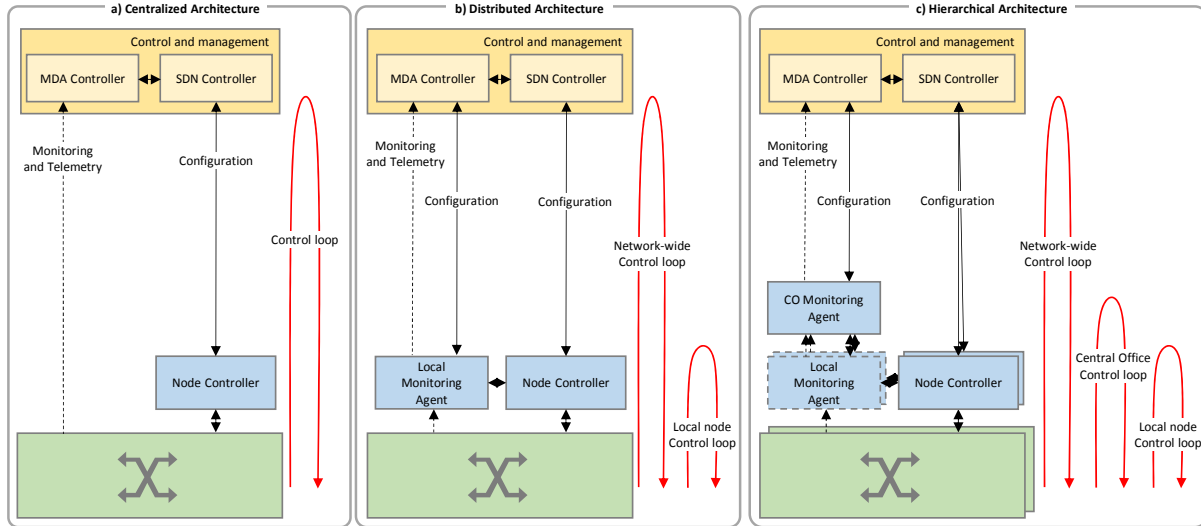 a) Centralized Architecture
Control and management
MDA Controller
SDN Controller
Monitoring
and Telemetry
Configuration
Control loop
Node Controller
b) Distributed Architecture
Control and management
MDA Controller
SDN Controller
Monitoring
and Telemetry
Configuration
Configuration
Network-wide
Control loop
Local
Monitoring
Agent
Node Controller
Local node
Control loop
c) Hierarchical Architecture
Control and management
MDA Controller
SDN Controller
Monitoring
and Telemetry
Configuration
Configuration
Network-wide
Control loop
CO Monitoring
Agent
Local
Monitoring
Agent
Node Controller
Central Office
Control loop
Local node
Control loop